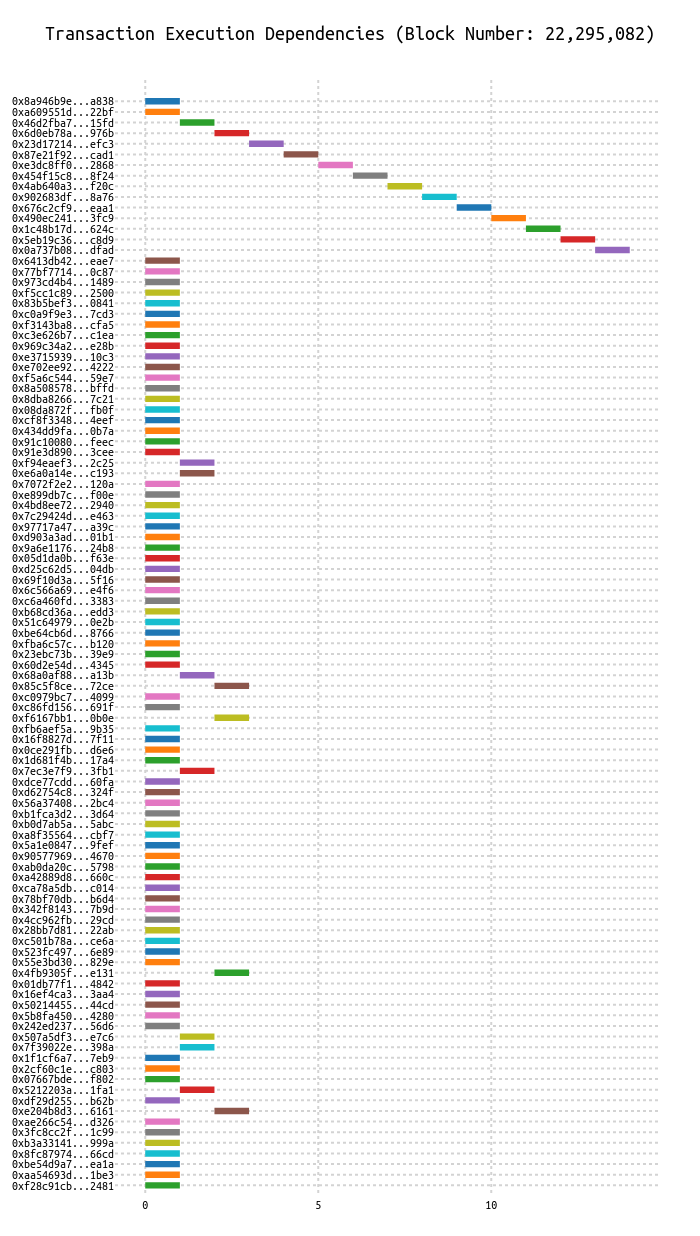 Transaction Execution Dependencies (Block Number: 22,295,082)
0x8a946b9e...a838
0xa609551d...22bf
0x46d2fba7...15fd
0x6d0eb78a...976b
0x23d17214...efc3
0x87e21f92...cad1
0xe3dc8ff0...2868
0x454f15c8...8f24
0x4ab640a3...f20c
0x902683df...8a76
0x676c2cf9...eaa1
0x490ec241...3fc9
0x1c48b17d...624c
0x5eb19c36...c8d9
0x0a737b08...dfad
0x6413db42...eae7
0x77bf7714...0c87
0x973cd4b4...1489
0xf5cc1c89...2500
0x83b5bef3...0841
0xc0a9f9e3...7cd3
0xf3143ba8...cfa5
0xc3e626b7...c1ea
0x969c34a2...e28b
0xe3715939...10c3
0xe702ee92...4222
0xf5a6c544...59e7
0x8a508578...bffd
0x8dba8266...7c21
0x08da872f...fb0f
0xcf8f3348...4eef
0x434dd9fa...0b7a
0x91c10080...feec
0x91e3d890...3cee
0xf94eaef3...2c25
0xe6a0a14e...c193
0x7072f2e2...120a
0xe899db7c...f00e
0x4bd8ee72...2940
0x7c29424d...e463
0x97717a47...a39c
0xd903a3ad...01b1
0x9a6e1176...24b8
0x05d1da0b...f63e
0xd25c62d5...04db
0x69f10d3a...5f16
0x6c566a69...e4f6
0xc6a460fd...3383
0xb68cd36a...edd3
0x51c64979...0e2b
0xbe64cb6d...8766
0xfba6c57c...b120
0x23ebc73b...39e9
0x60d2e54d...4345
0x68a0af88...a13b
0x85c5f8ce...72ce
0xc0979bc7...4099
0xc86fd156...691f
0xf6167bb1...0b0e
0xfb6aef5a...9b35
0x16f8827d...7f11
0x0ce291fb...d6e6
0x1d681f4b...17a4
0x7ec3e7f9...3fb1
0xdce77cdd...60fa
0xd62754c8...324f
0x56a37408...2bc4
0xb1fca3d2...3d64
0xb0d7ab5a...5abc
0xa8f35564...cbf7
0x5a1e0847...9fef
0x90577969...4670
0xab0da20c...5798
0xa42889d8...660c
0xca78a5db...c014
0x78bf70db...b6d4
0x342f8143...7b9d
0x4cc962fb...29cd
0x28bb7d81...22ab
0xc501b78a...ce6a
0x523fc497...6e89
0x55e3bd30...829e
0x4fb9305f...e131
0x01db77f1...4842
0x16ef4ca3...3aa4
0x50214455...44cd
0x5b8fa450...4280
0x242ed237...56d6
0x507a5df3...e7c6
0x7f39022e...398a
0x1f1cf6a7...7eb9
0x2cf60c1e...c803
0x07667bde...f802
0x5212203a...1fa1
0xdf29d255...b62b
0xe204b8d3...6161
0xae266c54...d326
0x3fc8cc2f...1c99
0xb3a33141...999a
0x8fc87974...66cd
0xbe54d9a7...ea1a
0xaa54693d...1be3
0xf28c91cb...2481
0 5 10